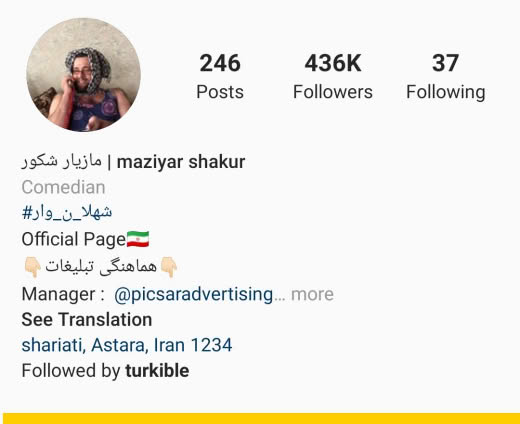 246 436K 37
Posts Followers Following
مازیار شکور | maziyar shakur
Comedian
#شهلا_ن_وار
Official Page🇮🇷
👇🏻هماهنگی تبلیغات👇🏻
Manager : @picsaradvertising... more
See Translation
shariati, Astara, Iran 1234
Followed by turkible